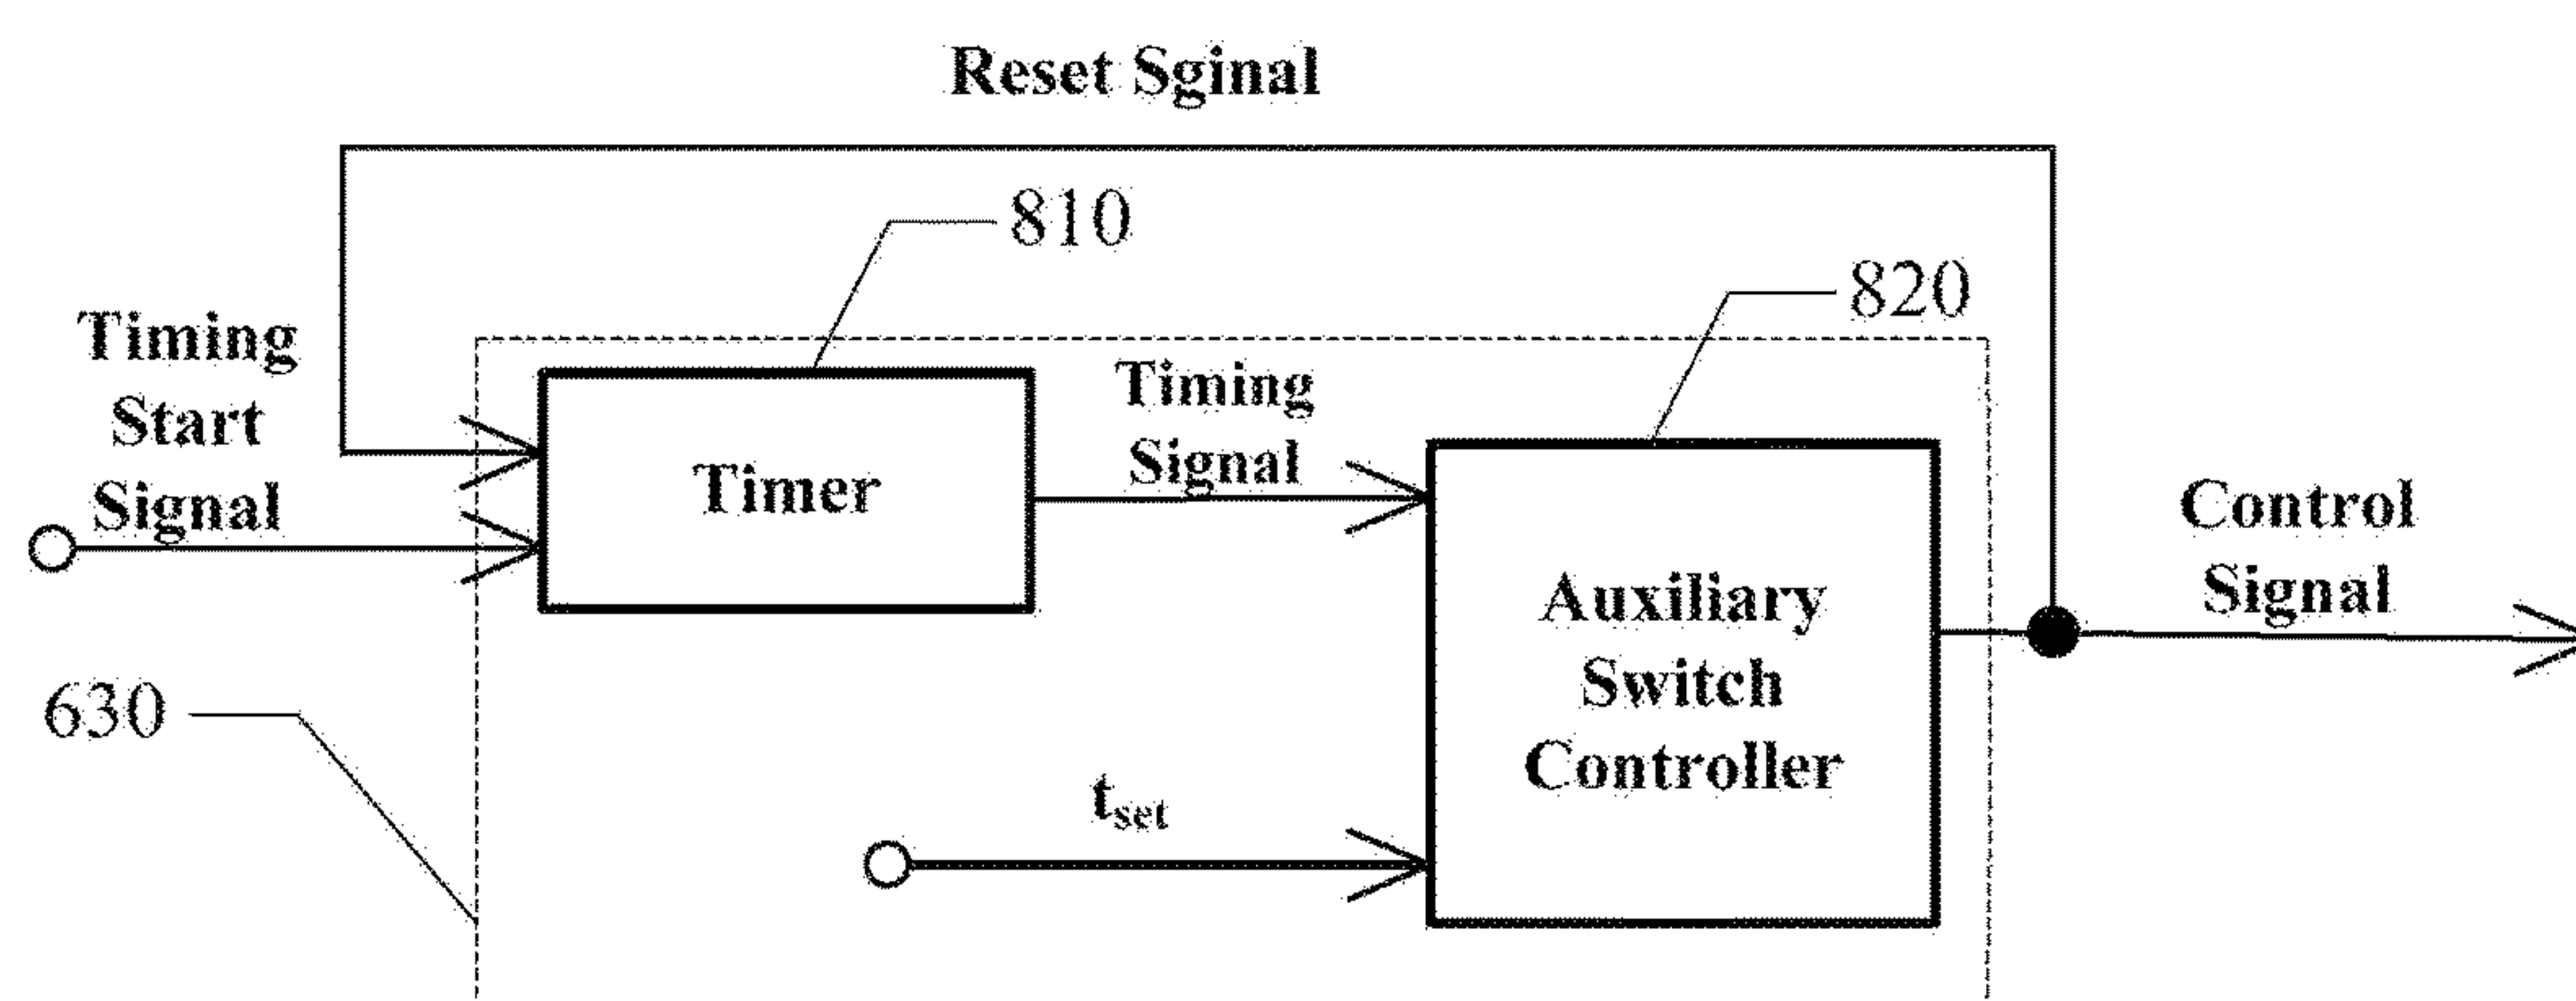 Reset Sginal
810
820
Timing
Start
Signal
Timing
Signal
Timer
Control
Signal
Auxiliary
Switch
Controller
630
tset